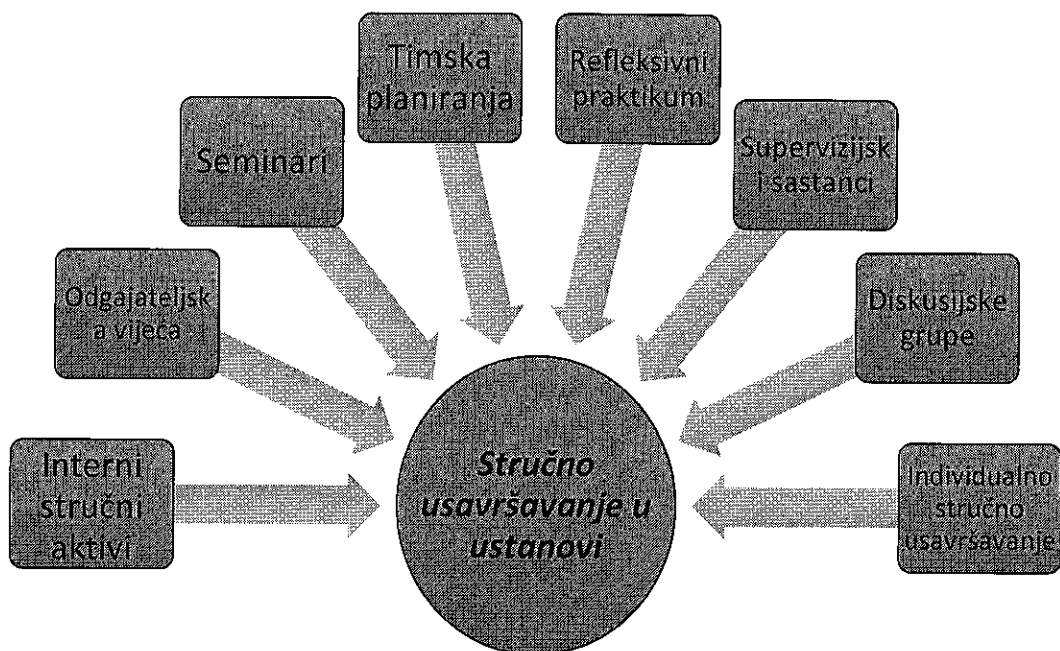 Timska
planiranja
Refleksivni
praktikum
Seminari
Supervizijsk
i sastanci
Odgajateljsk
a vijeća
Diskusijske
grupe
Interni
stručni
aktivi
Stručno
usavršavanje u
ustanovi
Individualno
stručno
usavršavanje